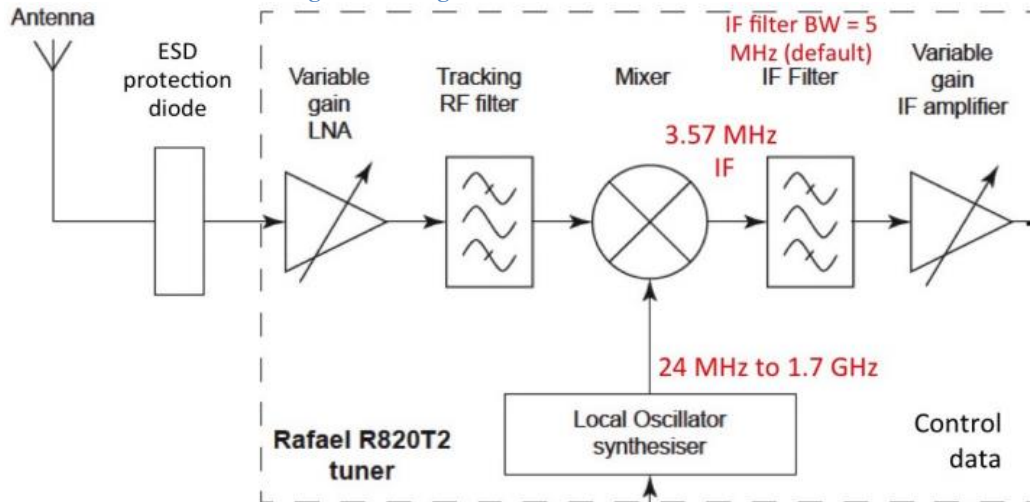 Antenna
ESD
protection
diode
Variable
gain
LNA
Tracking
RF filter
Mixer
IF filter BW = 5
MHz (default)
IF Filter
Variable
gain
IF amplifier
3.57 MHz
IF
24 MHz to 1.7 GHz
Local Oscillator
synthesiser
Rafael R820T2
tuner
Control
data